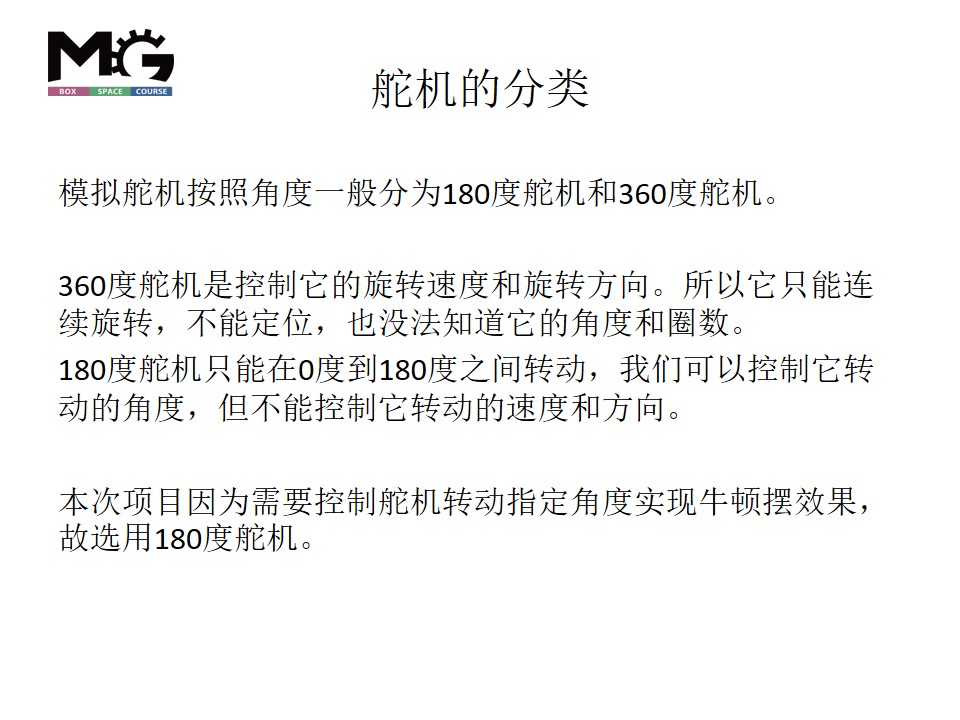 MG
BOX SPACE COURSE
舵机的分类
模拟舵机按照角度一般分为180度舵机和360度舵机。
360度舵机是控制它的旋转速度和旋转方向。所以它只能连
续旋转，不能定位，也没法知道它的角度和圈数。
180度舵机只能在0度到180度之间转动，我们可以控制它转
动的角度，但不能控制它转动的速度和方向。
本次项目因为需要控制舵机转动指定角度实现牛顿摆效果，
故选用180度舵机。